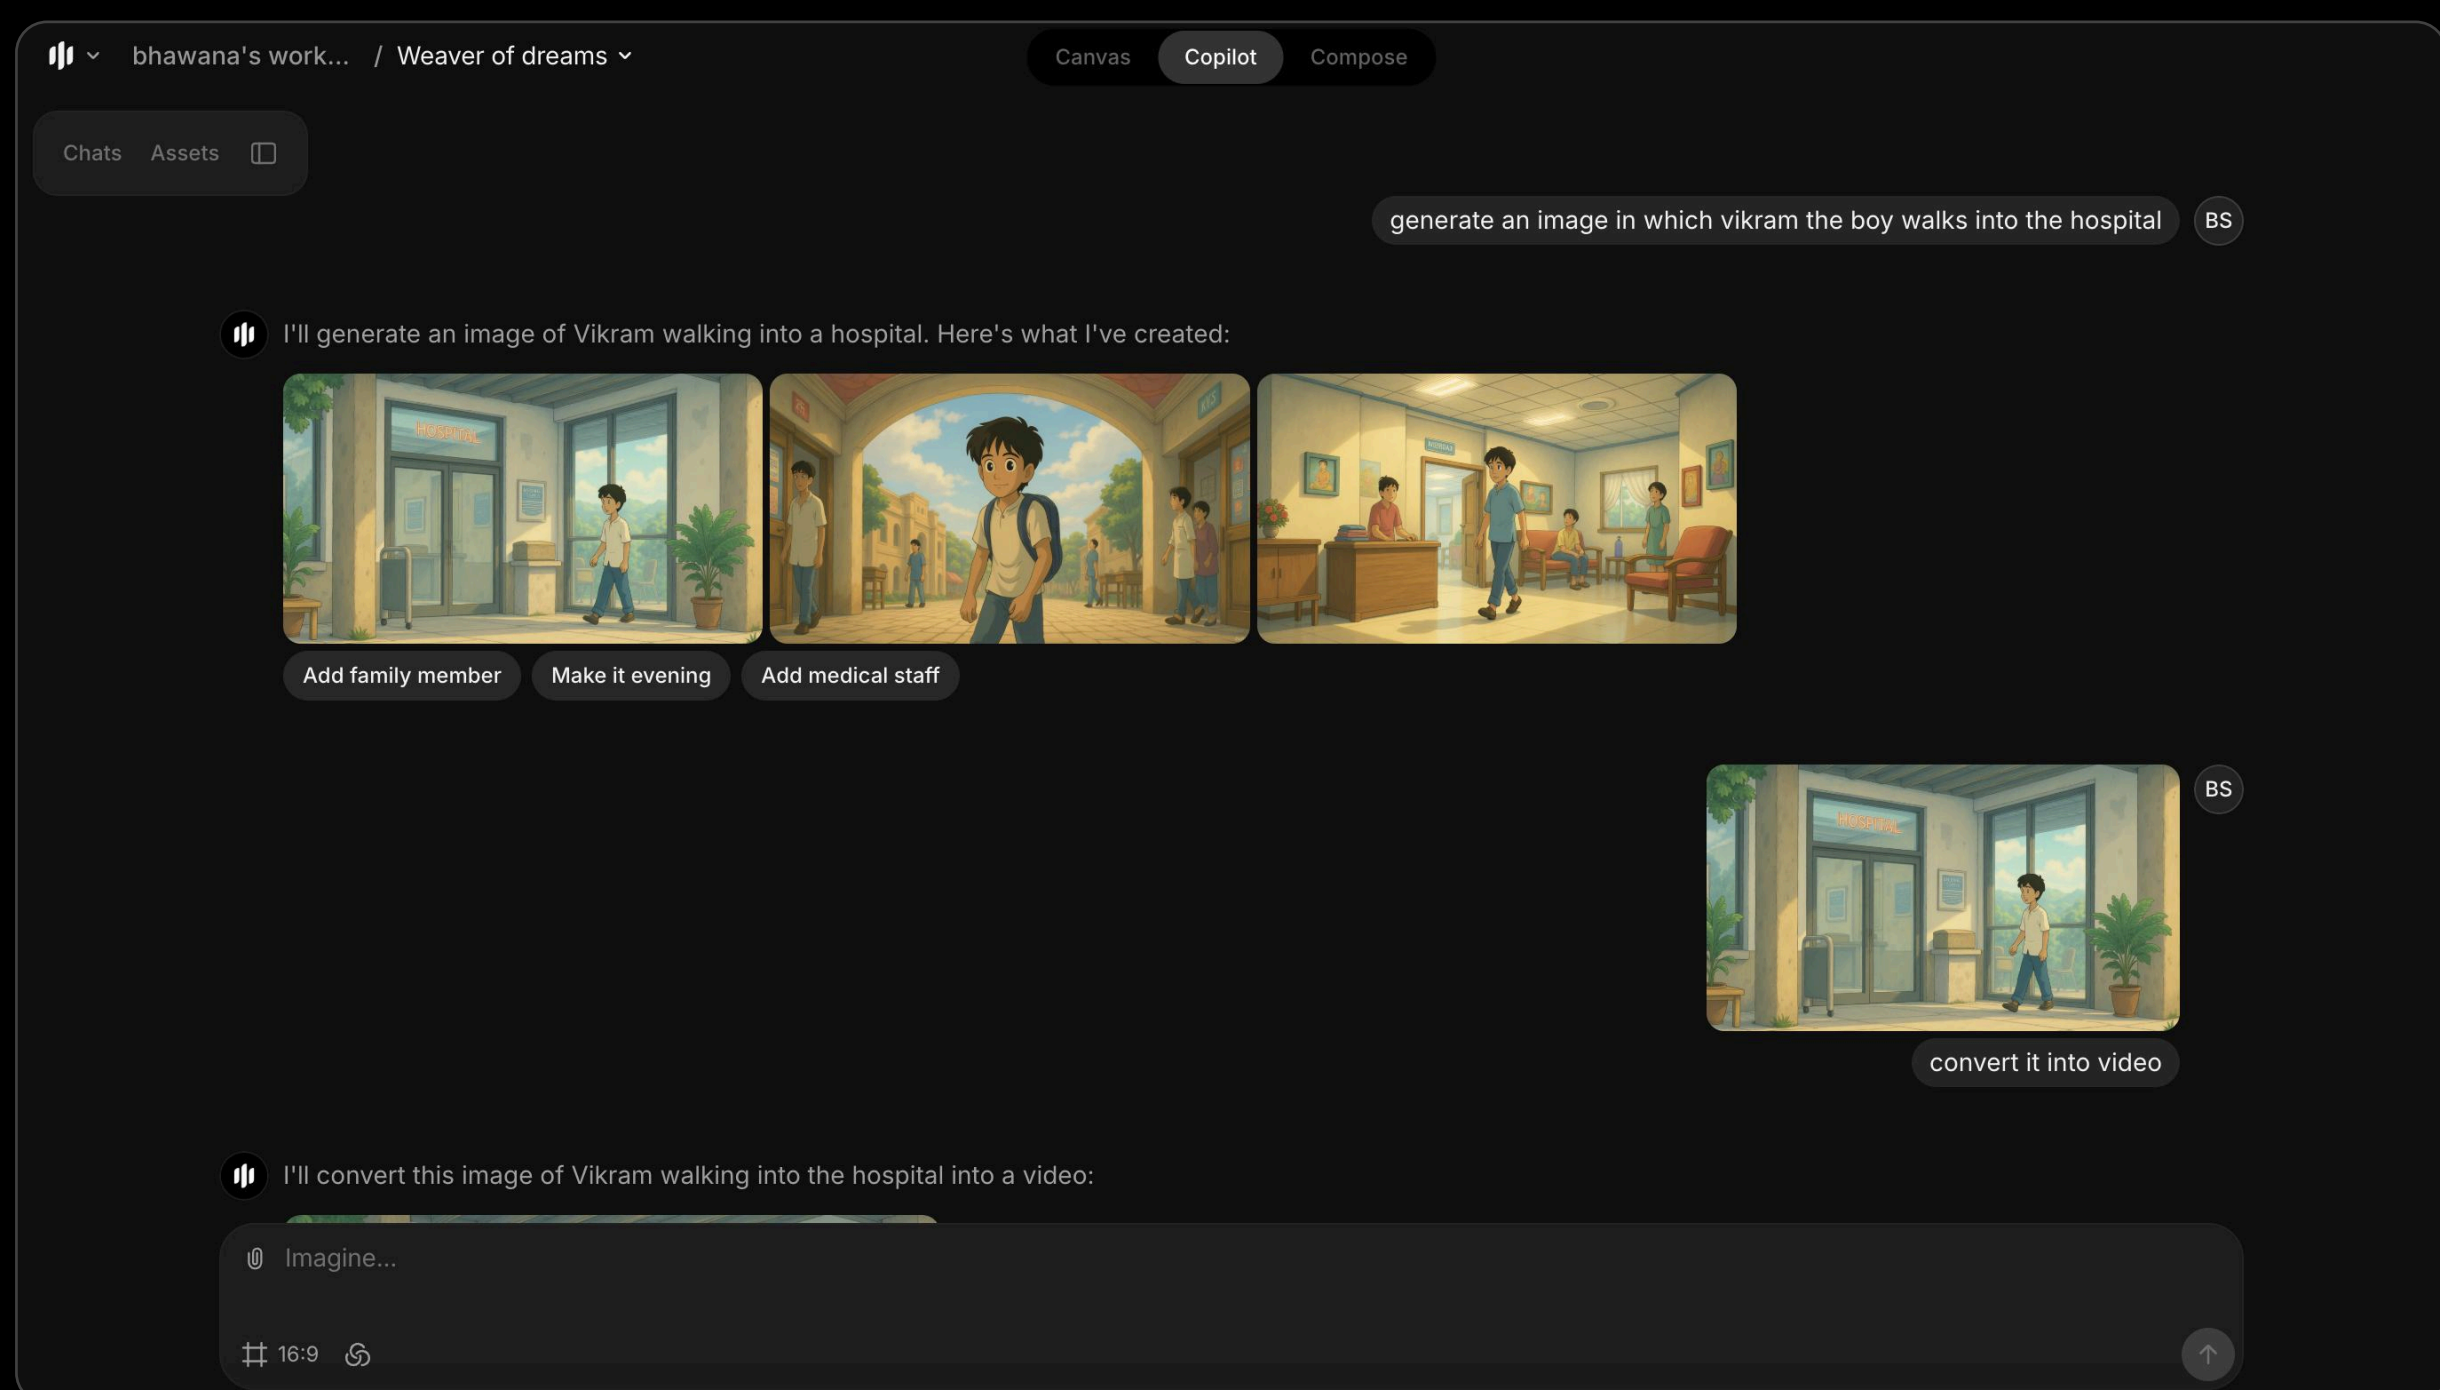 bhawana's work... / Weaver of dreams
Canvas Copilot Compose
Chats Assets
generate an image in which vikram the boy walks into the hospital
BS
I'll generate an image of Vikram walking into a hospital. Here's what I've created:
HOSPITAL
Add family member Make it evening Add medical staff
BS
HOSPITAL
convert it into video
I'll convert this image of Vikram walking into the hospital into a video:
Imagine...
16:9